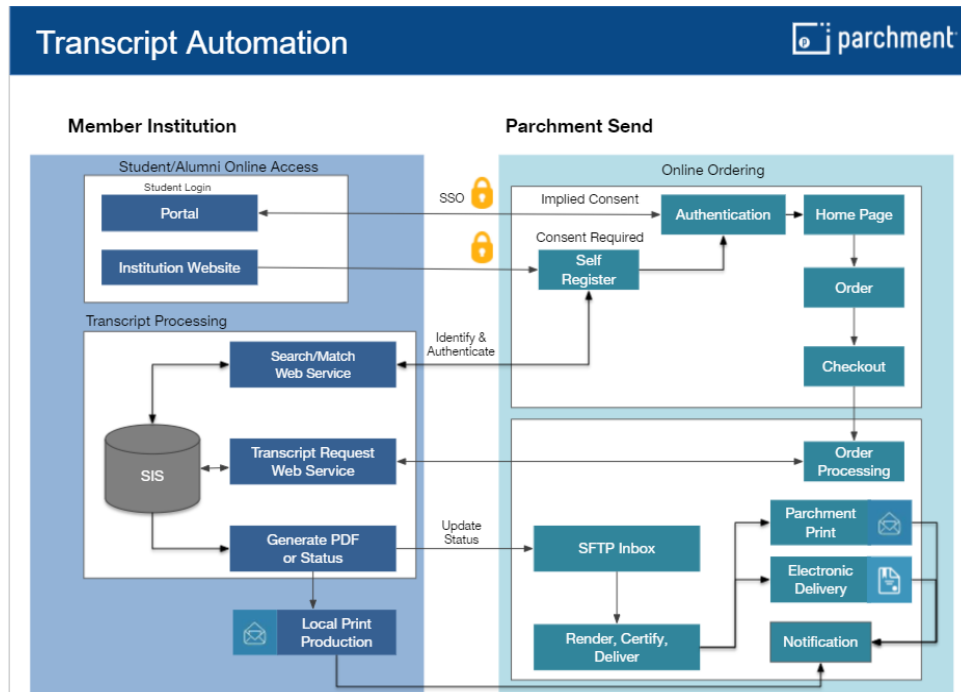 Transcript Automation
parchment
Member Institution
Parchment Send
Student/Alumni Online Access
Student Login
Portal
Institution Website
SSO
Implied Consent
Consent Required
Online Ordering
Authentication
Home Page
Self
Register
Order
Checkout
Transcript Processing
Identify &
Authenticate
Search/Match
Web Service
SIS
Transcript Request
Web Service
Order
Processing
Generate PDF
or Status
Update
Status
SFTP Inbox
Parchment
Print
Electronic
Delivery
Local Print
Production
Render, Certify,
Deliver
Notification